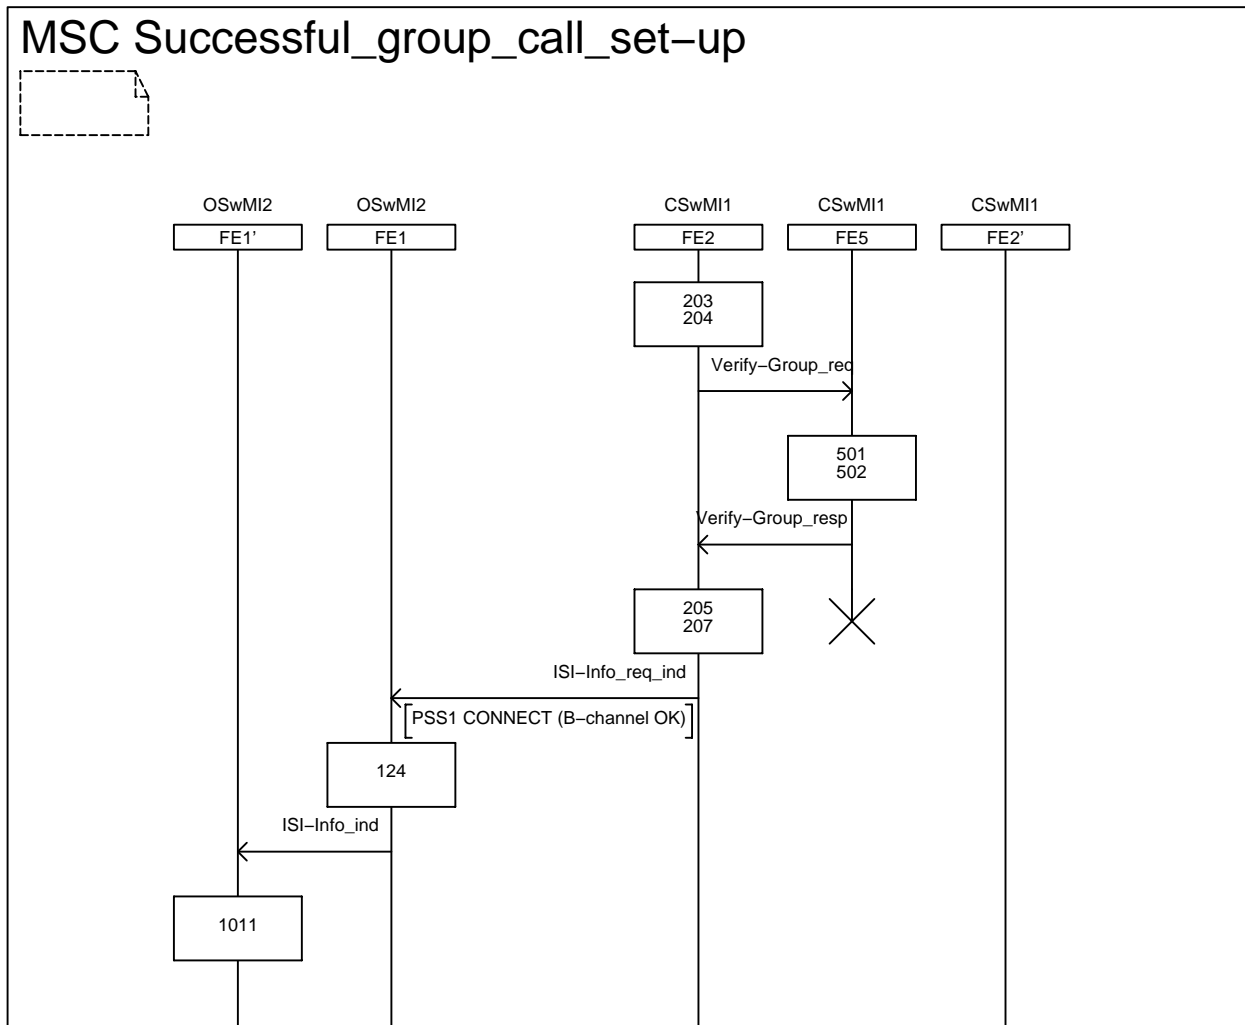 MSC Successful_group_call_set−up
OSwMI2 OSwMI2 CSwMI1 CSwMI1 CSwMI1
FE1’ FE1 FE2 FE5 FE2’
203
204
Verify−Group_req
501
502
Verify−Group_resp
205
207
ISI−Info_req_ind
PSS1 CONNECT (B−channel OK)
124
ISI−Info_ind
1011